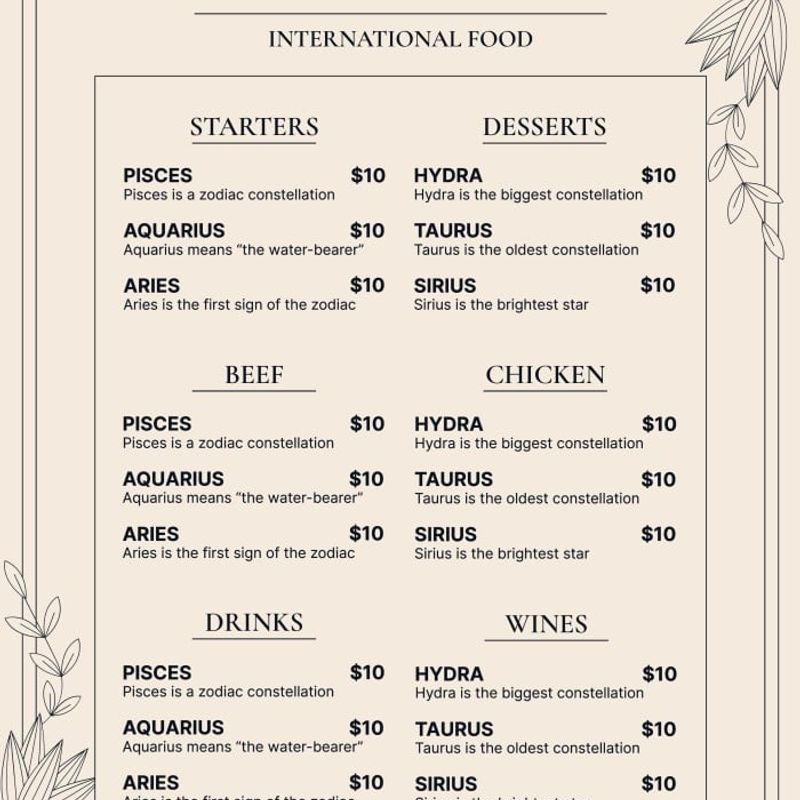 INTERNATIONAL FOOD
STARTERS
PISCES $10
Pisces is a zodiac constellation
AQUARIUS $10
Aquarius means “the water-bearer”
ARIES $10
Aries is the first sign of the zodiac
DESSERTS
HYDRA $10
Hydra is the biggest constellation
TAURUS $10
Taurus is the oldest constellation
SIRIUS $10
Sirius is the brightest star
BEEF
PISCES $10
Pisces is a zodiac constellation
AQUARIUS $10
Aquarius means “the water-bearer”
ARIES $10
Aries is the first sign of the zodiac
CHICKEN
HYDRA $10
Hydra is the biggest constellation
TAURUS $10
Taurus is the oldest constellation
SIRIUS $10
Sirius is the brightest star
DRINKS
PISCES $10
Pisces is a zodiac constellation
AQUARIUS $10
Aquarius means “the water-bearer”
ARIES $10
WINES
HYDRA $10
Hydra is the biggest constellation
TAURUS $10
Taurus is the oldest constellation
SIRIUS $10